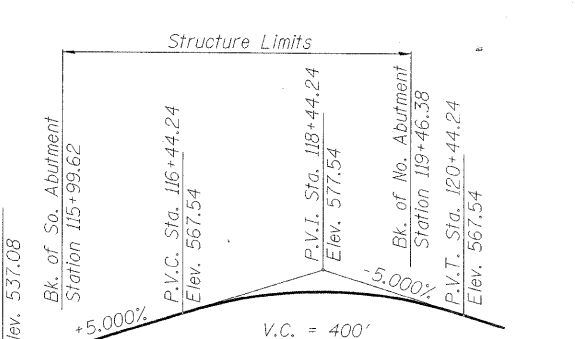 Structure Limits
Elev. 537.08
Bk. of So. Abutment
Station 115+99.62
P.V.C. Sta. 116+44.24
Elev. 567.54
P.V.I. Sta. 118+44.24
Elev. 577.54
Bk. of No. Abutment
Station 119+46.38
P.V.T. Sta. 120+44.24
Elev. 567.54
+5.000%
-5.000%
V.C. = 400'